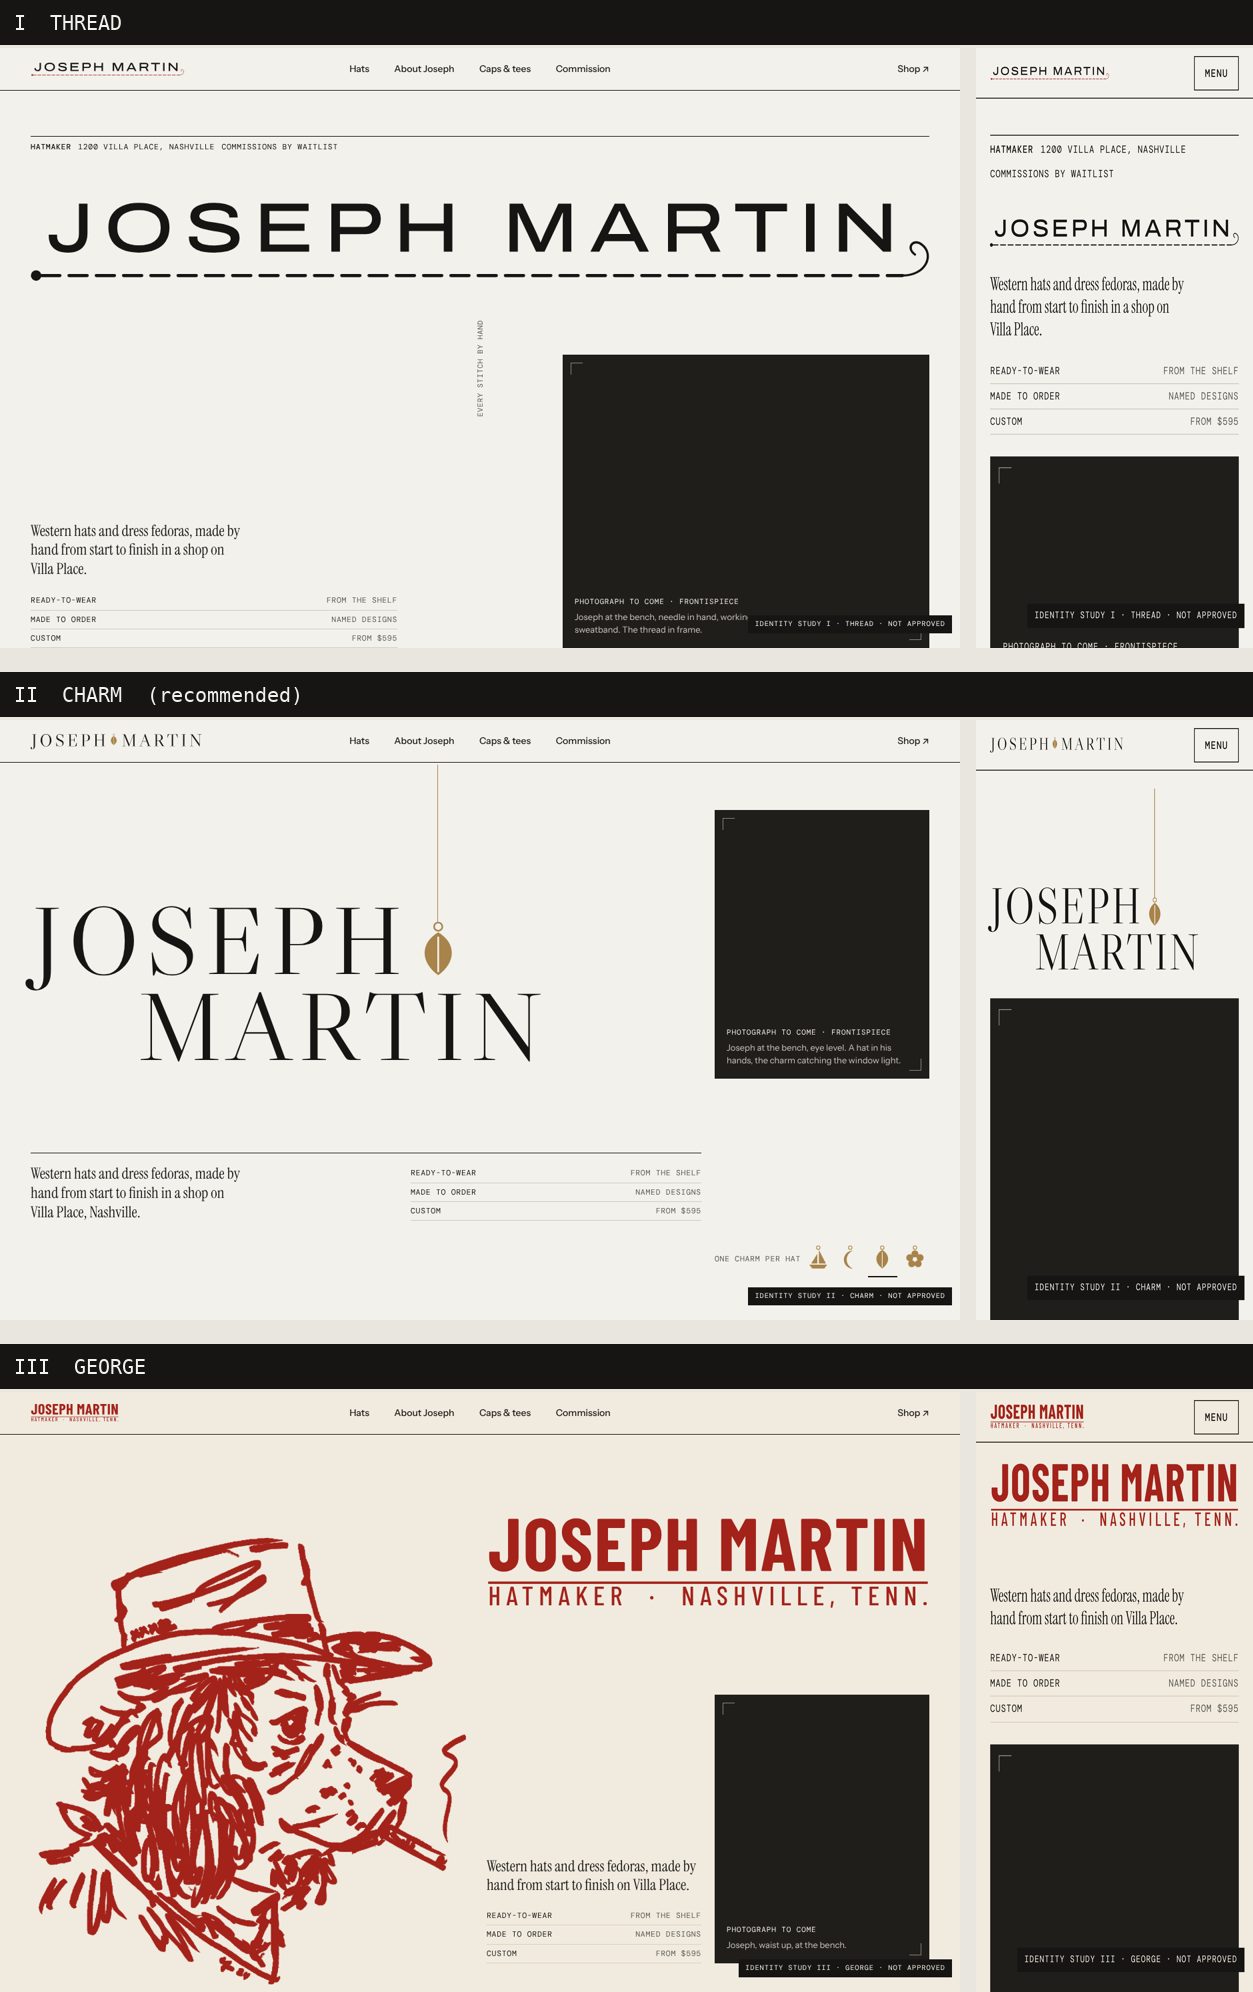 I THREAD
JOSEPH MARTIN
Hats About Joseph Caps & tees Commission
Shop ↗
HATMAKER 1200 VILLA PLACE, NASHVILLE COMMISSIONS BY WAITLIST
JOSEPH MARTIN
EVERY STITCH BY HAND
Western hats and dress fedoras, made by
hand from start to finish in a shop on
Villa Place.
READY-TO-WEAR FROM THE SHELF
MADE TO ORDER NAMED DESIGNS
CUSTOM FROM $595
PHOTOGRAPH TO COME · FRONTISPIECE
Joseph at the bench, needle in hand, workin
sweatband. The thread in frame.
IDENTITY STUDY I · THREAD · NOT APPROVED
JOSEPH MARTIN
MENU
HATMAKER 1200 VILLA PLACE, NASHVILLE
COMMISSIONS BY WAITLIST
JOSEPH MARTIN
Western hats and dress fedoras, made by
hand from start to finish in a shop on
Villa Place.
READY-TO-WEAR FROM THE SHELF
MADE TO ORDER NAMED DESIGNS
CUSTOM FROM $595
IDENTITY STUDY I · THREAD · NOT APPROVED
PHOTOGRAPH TO COME · FRONTISPIECE
II CHARM (recommended)
JOSEPH MARTIN
Hats About Joseph Caps & tees Commission
Shop ↗
JOSEPH
MARTIN
PHOTOGRAPH TO COME · FRONTISPIECE
Joseph at the bench, eye level. A hat in his
hands, the charm catching the window light.
Western hats and dress fedoras, made by
hand from start to finish in a shop on
Villa Place, Nashville.
READY-TO-WEAR FROM THE SHELF
MADE TO ORDER NAMED DESIGNS
CUSTOM FROM $595
ONE CHARM PER HAT
IDENTITY STUDY II · CHARM · NOT APPROVED
JOSEPH MARTIN
MENU
JOSEPH
MARTIN
IDENTITY STUDY II · CHARM · NOT APPROVED
III GEORGE
JOSEPH MARTIN
HATMAKER · NASHVILLE, TENN.
Hats About Joseph Caps & tees Commission
Shop ↗
JOSEPH MARTIN
HATMAKER · NASHVILLE, TENN.
Western hats and dress fedoras, made by
hand from start to finish on Villa Place.
READY-TO-WEAR FROM THE SHELF
MADE TO ORDER NAMED DESIGNS
CUSTOM FROM $595
PHOTOGRAPH TO COME
Joseph, waist up, at the bench.
IDENTITY STUDY III · GEORGE · NOT APPROVED
JOSEPH MARTIN
HATMAKER · NASHVILLE, TENN.
MENU
JOSEPH MARTIN
HATMAKER · NASHVILLE, TENN.
Western hats and dress fedoras, made by
hand from start to finish on Villa Place.
READY-TO-WEAR FROM THE SHELF
MADE TO ORDER NAMED DESIGNS
CUSTOM FROM $595
IDENTITY STUDY III · GEORGE · NOT APPROVED